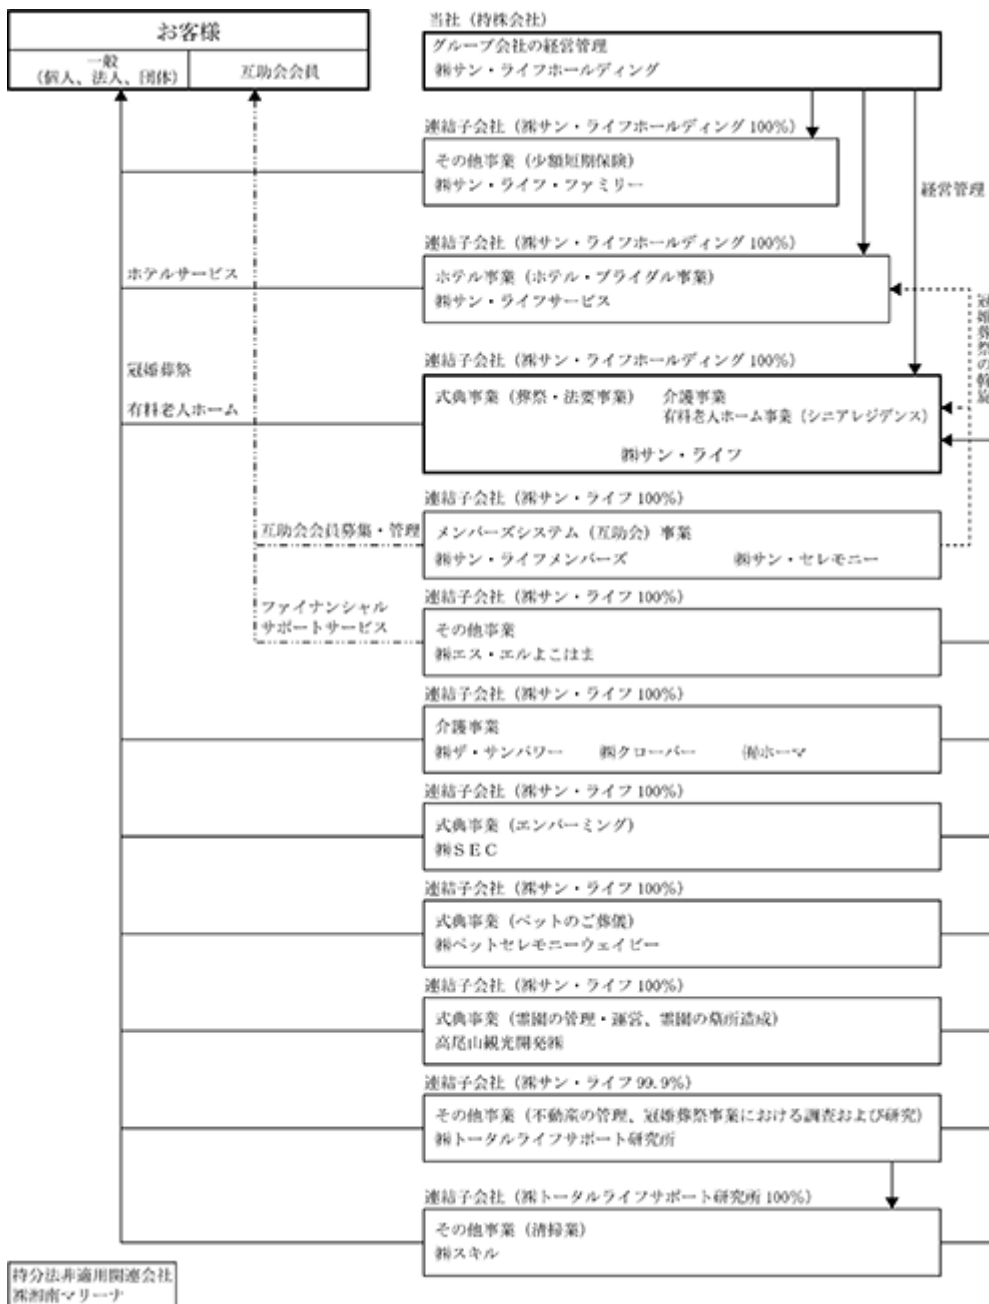 お客様
一般
(個人、法人、団体)
互助会会員
当社（持株会社）
グループ会社の経営管理
㈱サン・ライフホールディング
連結子会社（㈱サン・ライフホールディング 100%）
その他事業（少額短期保険）
㈱サン・ライフ・ファミリー
経営管理
連結子会社（㈱サン・ライフホールディング 100%）
ホテルサービス
ホテル事業（ホテル・ブライダル事業）
㈱サン・ライフサービス
冠婚葬祭の斡旋
連結子会社（㈱サン・ライフホールディング 100%）
冠婚葬祭
有料老人ホーム
式典事業（葬祭・法要事業）　介護事業
有料老人ホーム事業（シニアレジデンス）
㈱サン・ライフ
連結子会社（㈱サン・ライフ 100%）
互助会会員募集・管理
メンバーズシステム（互助会）事業
㈱サン・ライフメンバーズ　㈱サン・セレモニー
連結子会社（㈱サン・ライフ 100%）
ファイナンシャル
サポートサービス
その他事業
㈱エス・エルよこはま
連結子会社（㈱サン・ライフ 100%）
介護事業
㈱ザ・サンパワー　㈱クローバー　㈲ホーマ
連結子会社（㈱サン・ライフ 100%）
式典事業（エンバーミング）
㈱ＳＥＣ
連結子会社（㈱サン・ライフ 100%）
式典事業（ペットのご葬儀）
㈱ペットセレモニーウェイビー
連結子会社（㈱サン・ライフ 100%）
式典事業（霊園の管理・運営、霊園の墓所造成）
高尾山観光開発㈱
連結子会社（㈱サン・ライフ 99.9%）
その他事業（不動産の管理、冠婚葬祭事業における調査および研究）
㈱トータルライフサポート研究所
連結子会社（㈱トータルライフサポート研究所 100%）
その他事業（清掃業）
㈱スキル
持分法非適用関連会社
㈱湘南マリーナ